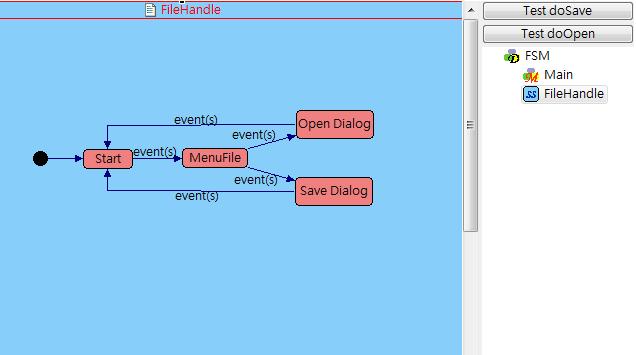 FileHandle
Test doSave
Test doOpen
FSM
Main
FileHandle
event(s)
Open Dialog
event(s)
event(s)
Start
MenuFile
event(s)
Save Dialog
event(s)